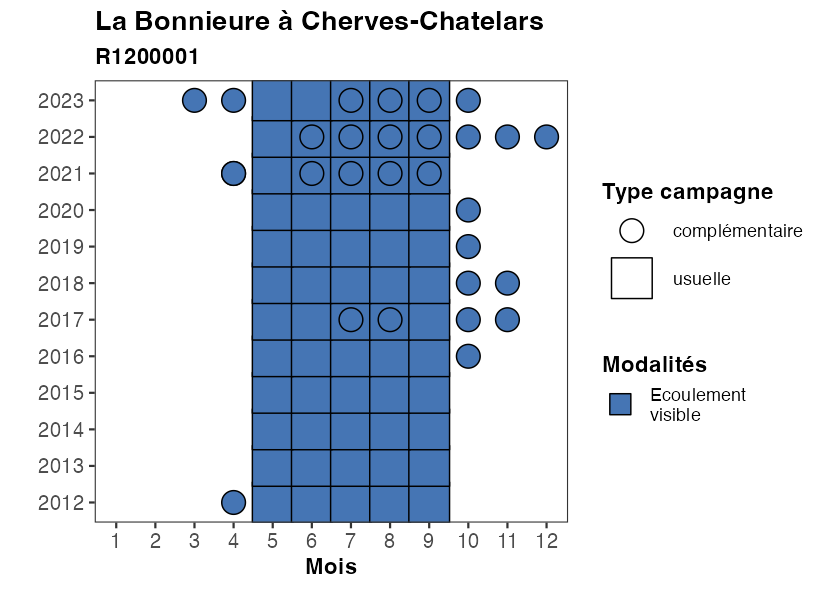 La Bonnieure à Cherves-Chatelars
R1200001
2023
2022
2021
2020
2019
2018
2017
2016
2015
2014
2013
2012
1 2 3 4 5 6 7 8 9 10 11 12
Mois
Type campagne
complémentaire
usuelle
Modalités
Ecoulement
visible